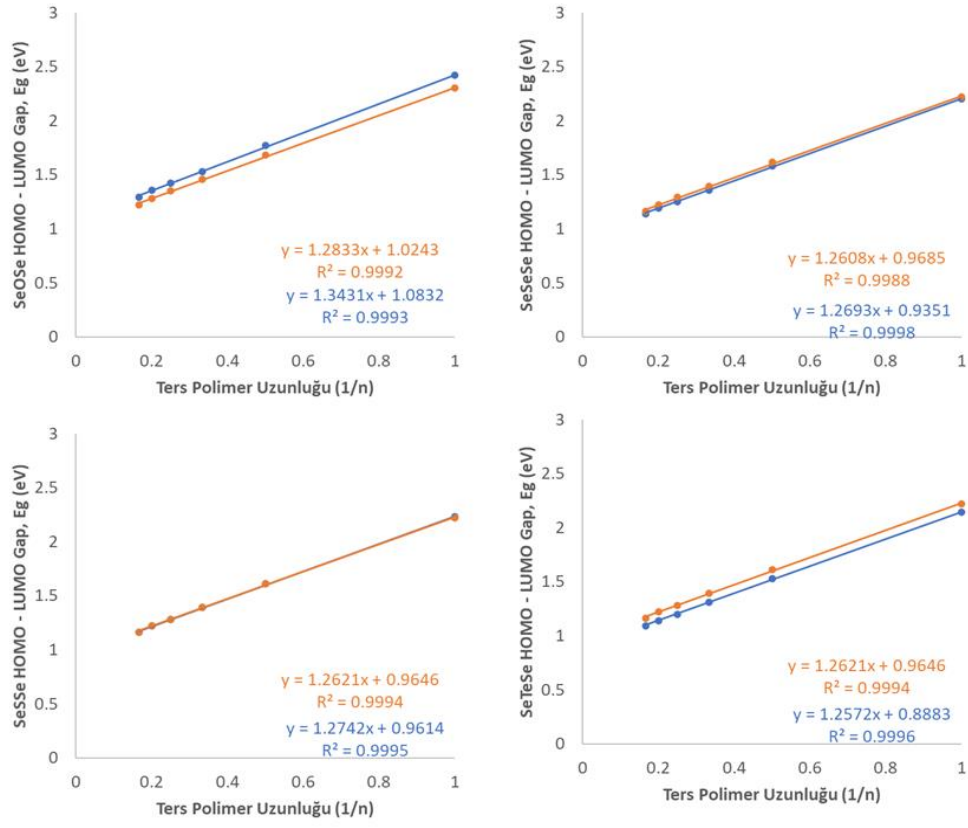 SeOSe HOMO - LUMO Gap, Eg (eV)
3
2.5
2
1.5
1
0.5
0
y = 1.2833x + 1.0243
R² = 0.9992
y = 1.3431x + 1.0832
R² = 0.9993
0 0.2 0.4 0.6 0.8 1
Ters Polimer Uzunluğu (1/n)
SeSeSe HOMO - LUMO Gap, Eg (eV)
3
2.5
2
1.5
1
0.5
0
y = 1.2608x + 0.9685
R² = 0.9988
y = 1.2693x + 0.9351
R² = 0.9998
0 0.2 0.4 0.6 0.8 1
Ters Polimer Uzunluğu (1/n)
SeSSe HOMO - LUMO Gap, Eg (eV)
3
2.5
2
1.5
1
0.5
0
y = 1.2621x + 0.9646
R² = 0.9994
y = 1.2742x + 0.9614
R² = 0.9995
0 0.2 0.4 0.6 0.8 1
Ters Polimer Uzunluğu (1/n)
SeTeSe HOMO - LUMO Gap, Eg (eV)
3
2.5
2
1.5
1
0.5
0
y = 1.2621x + 0.9646
R² = 0.9994
y = 1.2572x + 0.8883
R² = 0.9996
0 0.2 0.4 0.6 0.8 1
Ters Polimer Uzunluğu (1/n)